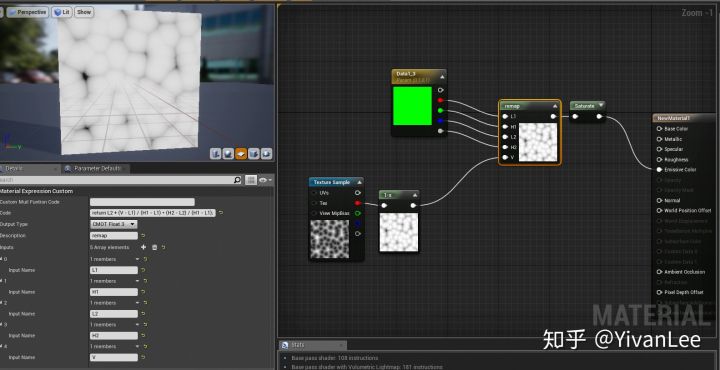 Perspective
Lit
Show
Zoom -1
Data1_3
remap
Saturate
L1
H1
L2
H2
V
Texture Sample
UVs
Tex
View MipBias
1-x
NewMaterial1
Base Color
Metallic
Specular
Roughness
Emissive Color
Opacity
Opacity Mask
Normal
World Position Offset
World Displacement
Tessellation Multiplier
Subsurface Color
Custom Data 0
Custom Data 1
Ambient Occlusion
Refraction
Pixel Depth Offset
Details
Parameter Defaults
Search
Material Expression Custom
Code
return L2 + (V - L1) / (H1 - L1) * (H2 - L2) / (H1 - L1);
Output Type
CMOT Float 3
Description
remap
Inputs
5 Array elements
0
1 members
Input Name
L1
1
1 members
Input Name
H1
2
1 members
Input Name
L2
3
1 members
Input Name
H2
4
1 members
Input Name
V
MATERIAL
知乎 @YivanLee
Stats
Base pass shader: 108 instructions
Base pass shader with Volumetric Lightmap: 181 instructions